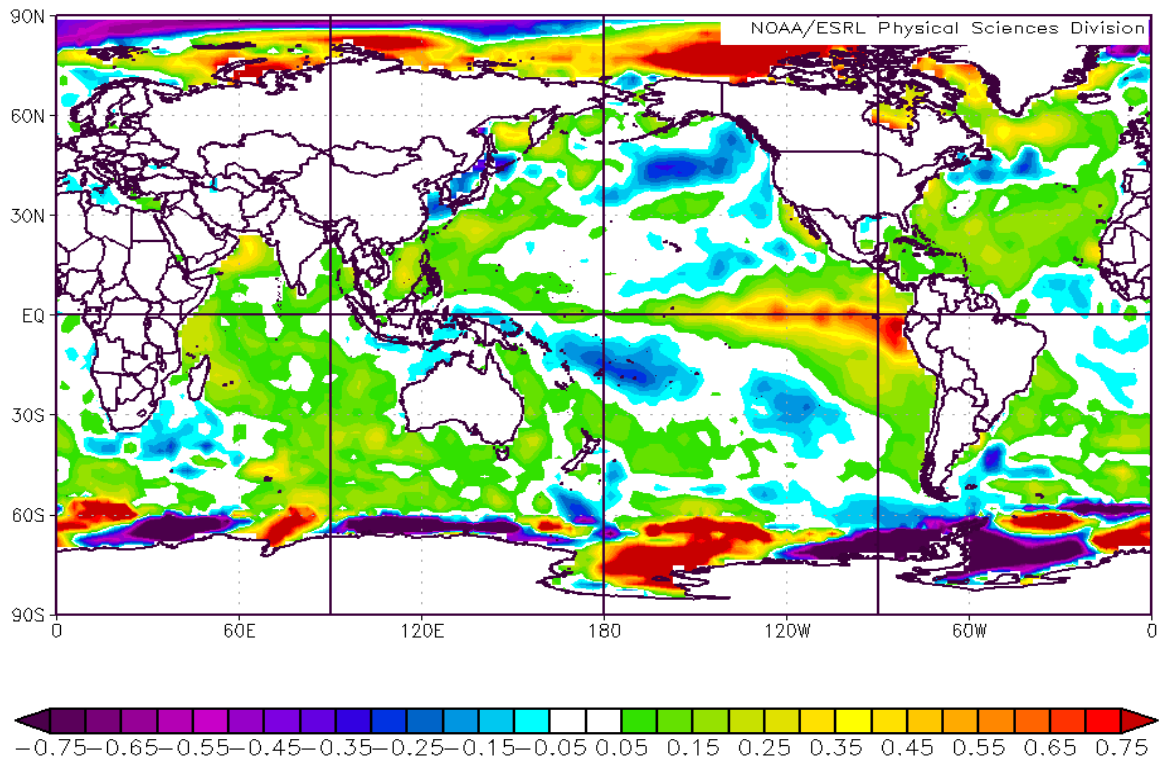 NOAA/ESRL Physical Sciences Division
90N
60N
30N
EQ
30S
60S
90S
0 60E 120E 180 120W 60W 0
-0.75 -0.65 -0.55 -0.45 -0.35 -0.25 -0.15 -0.05 0.05 0.15 0.25 0.35 0.45 0.55 0.65 0.75